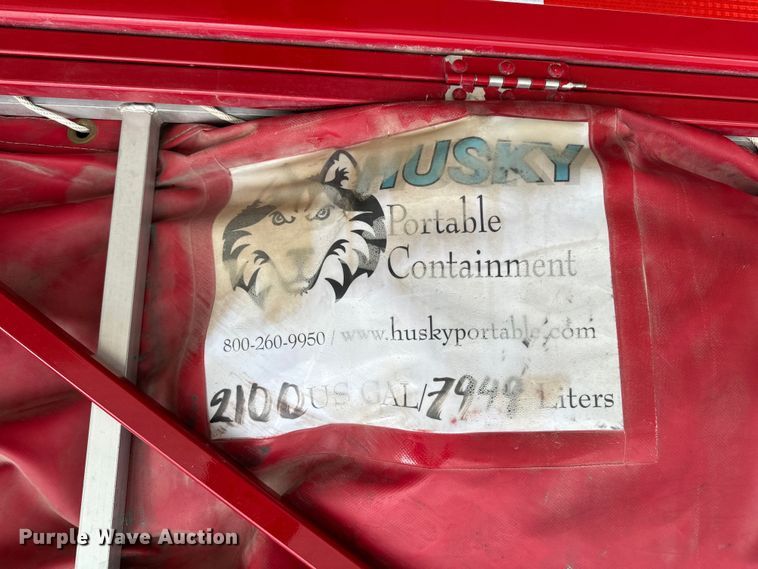 HUSKY
Portable
Containment
800-260-9950 / www.huskyportable.com
2100 US GAL/7949 Liters
Purple Wave Auction